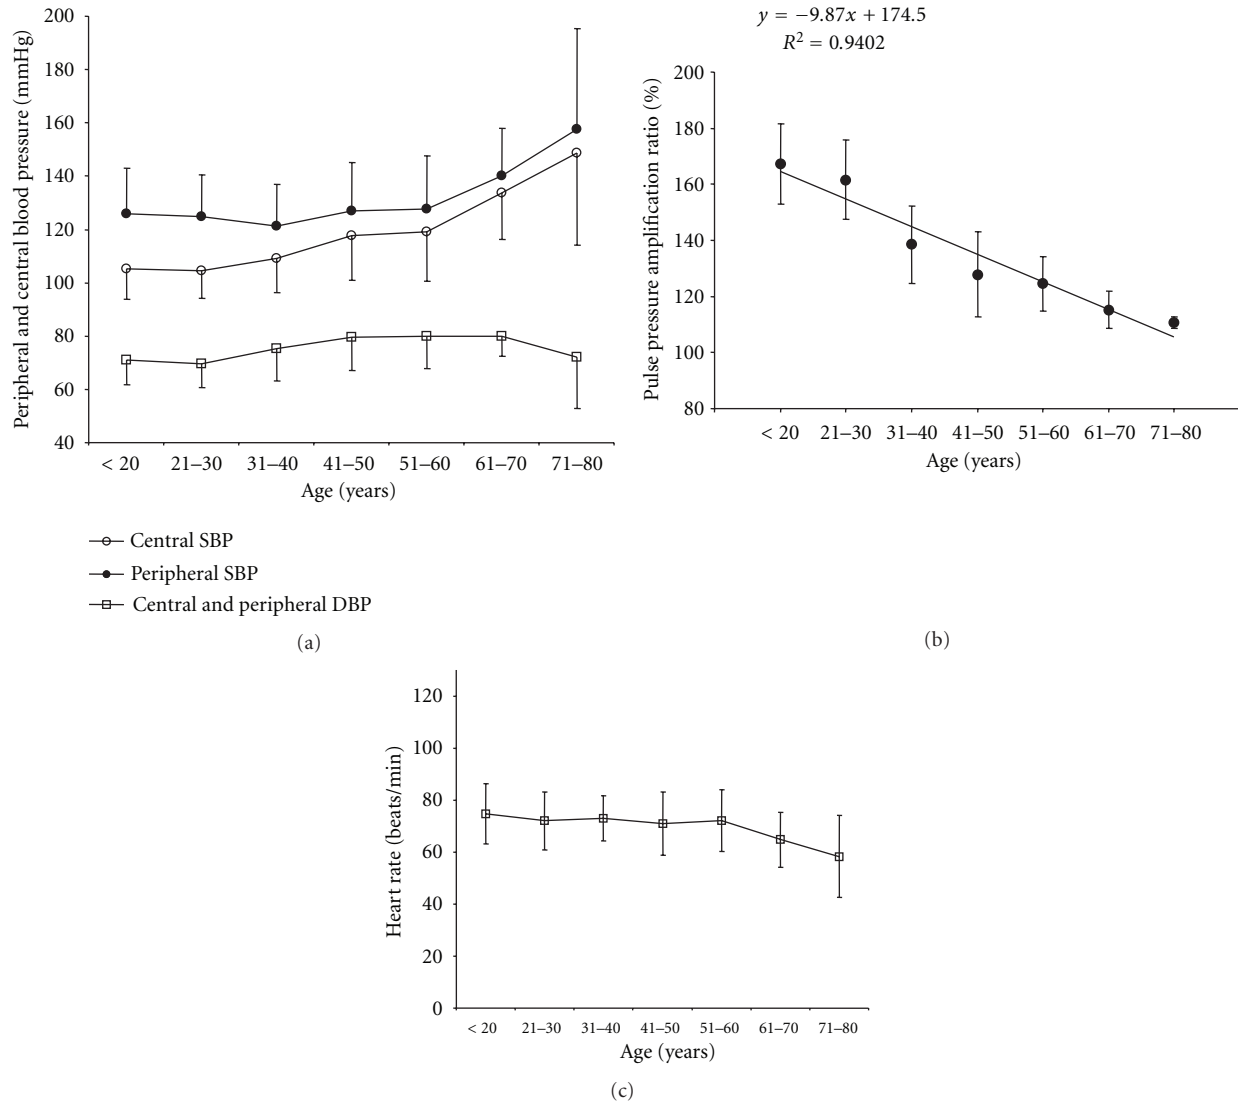 Peripheral and central blood pressure (mmHg)
200
180
160
140
120
100
80
60
40
< 20 21–30 31–40 41–50 51–60 61–70 71–80
Age (years)
Central SBP
Peripheral SBP
Central and peripheral DBP
(a)
y = −9.87x + 174.5
R² = 0.9402
Pulse pressure amplification ratio (%)
200
180
160
140
120
100
80
< 20 21–30 31–40 41–50 51–60 61–70 71–80
Age (years)
(b)
Heart rate (beats/min)
120
100
80
60
40
20
0
< 20 21–30 31–40 41–50 51–60 61–70 71–80
Age (years)
(c)